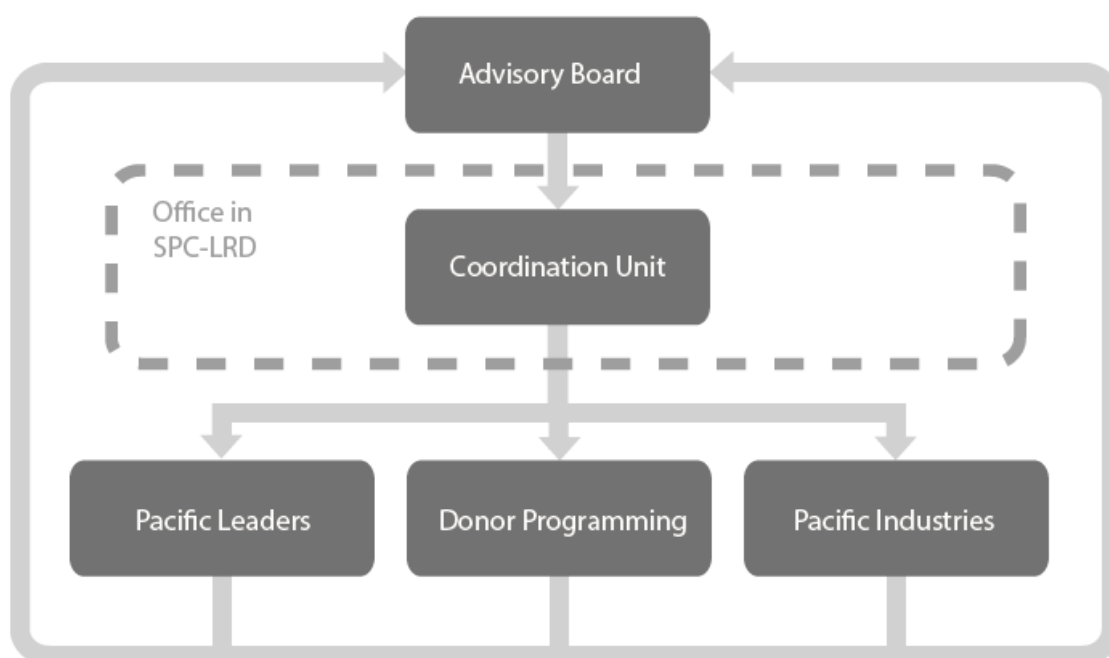 Advisory Board
Office in
SPC-LRD
Coordination Unit
Pacific Leaders
Donor Programming
Pacific Industries